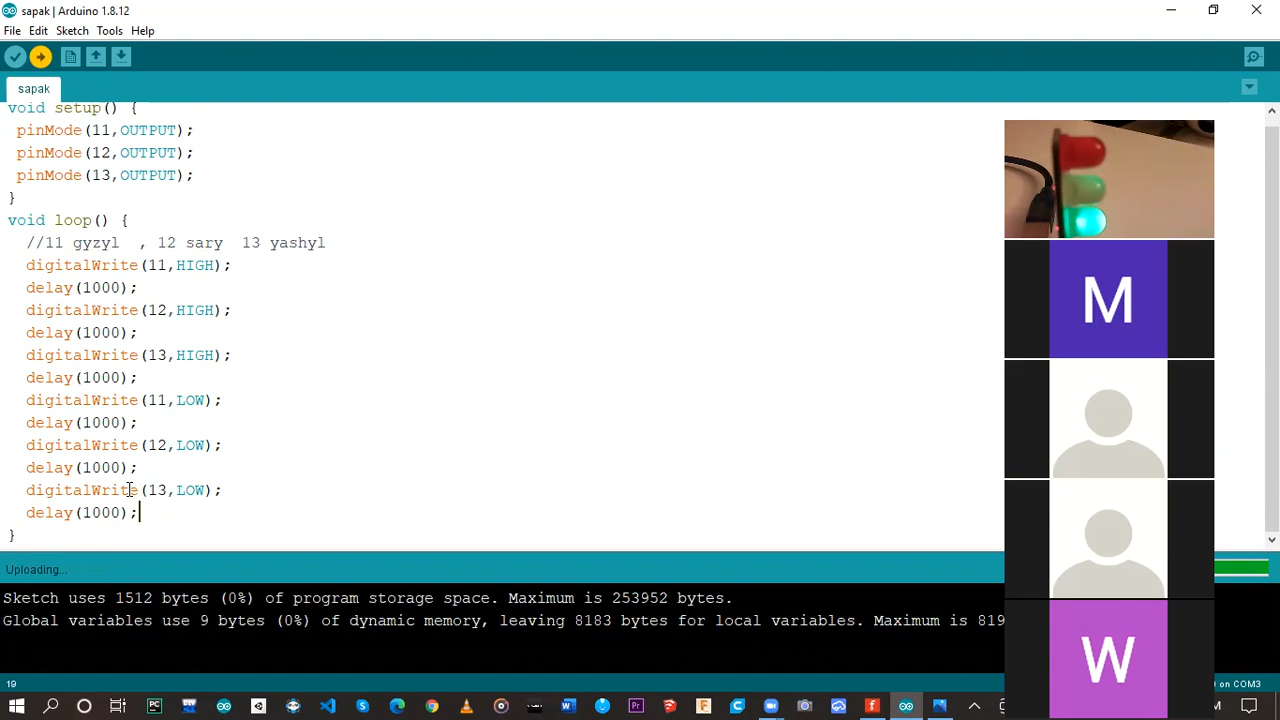 sapak | Arduino 1.8.12
File Edit Sketch Tools Help
sapak
void setup() {
pinMode(11,OUTPUT);
pinMode(12,OUTPUT);
pinMode(13,OUTPUT);
}
void loop() {
//11 gyzyl , 12 sary 13 yashyl
digitalWrite(11,HIGH);
delay(1000);
digitalWrite(12,HIGH);
delay(1000);
digitalWrite(13,HIGH);
delay(1000);
digitalWrite(11,LOW);
delay(1000);
digitalWrite(12,LOW);
delay(1000);
digitalWrite(13,LOW);
delay(1000);
}
M
W
Uploading...
Sketch uses 1512 bytes (0%) of program storage space. Maximum is 253952 bytes.
Global variables use 9 bytes (0%) of dynamic memory, leaving 8183 bytes for local variables. Maximum is 819
19
on COM3